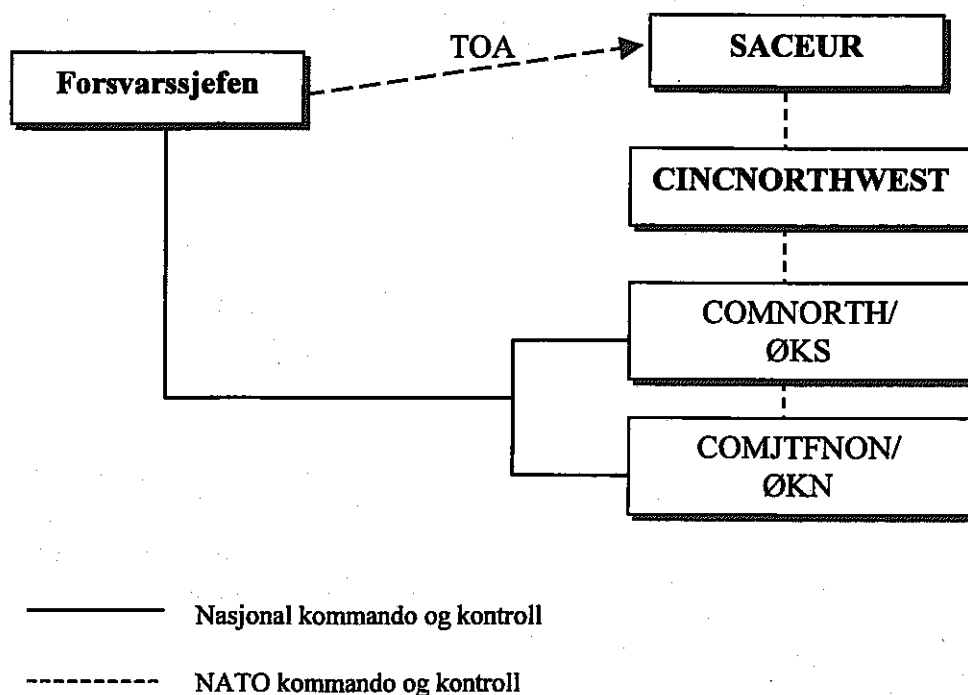 TOA
SACEUR
Forsvarssjefen
CINCNORTHWEST
COMNORTH/
ØKS
COMJTFNON/
ØKN
Nasjonal kommando og kontroll
NATO kommando og kontroll